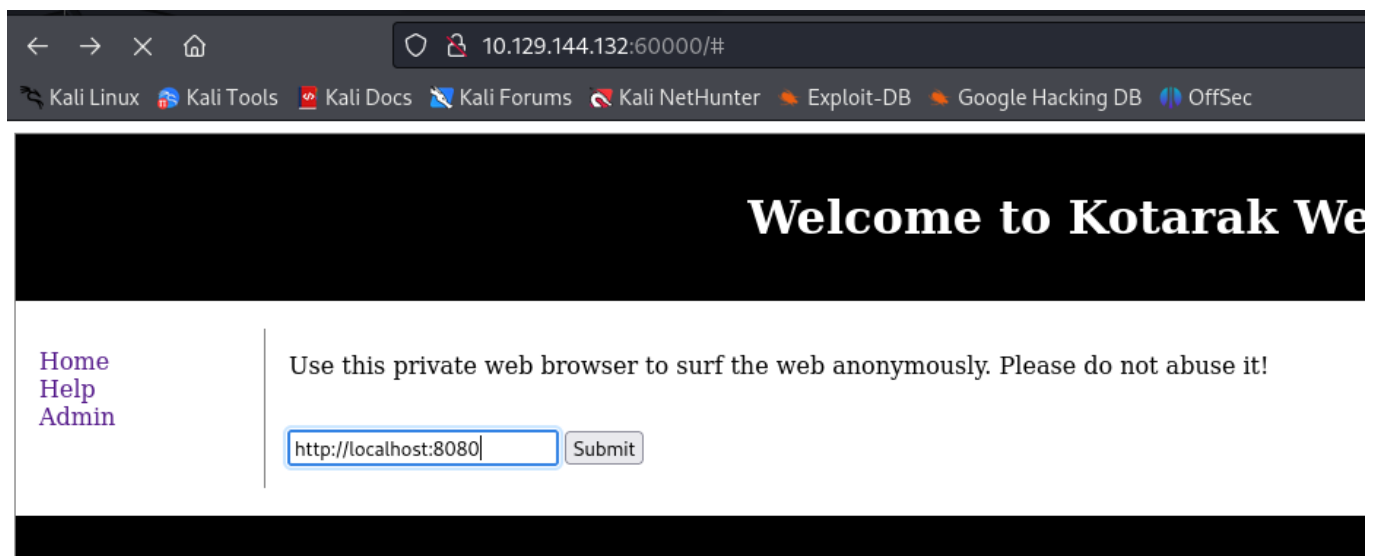 10.129.144.132:60000/#
Kali Linux Kali Tools Kali Docs Kali Forums Kali NetHunter Exploit-DB Google Hacking DB OffSec
Welcome to Kotarak We
Home
Help
Admin
Use this private web browser to surf the web anonymously. Please do not abuse it!
http://localhost:8080 Submit